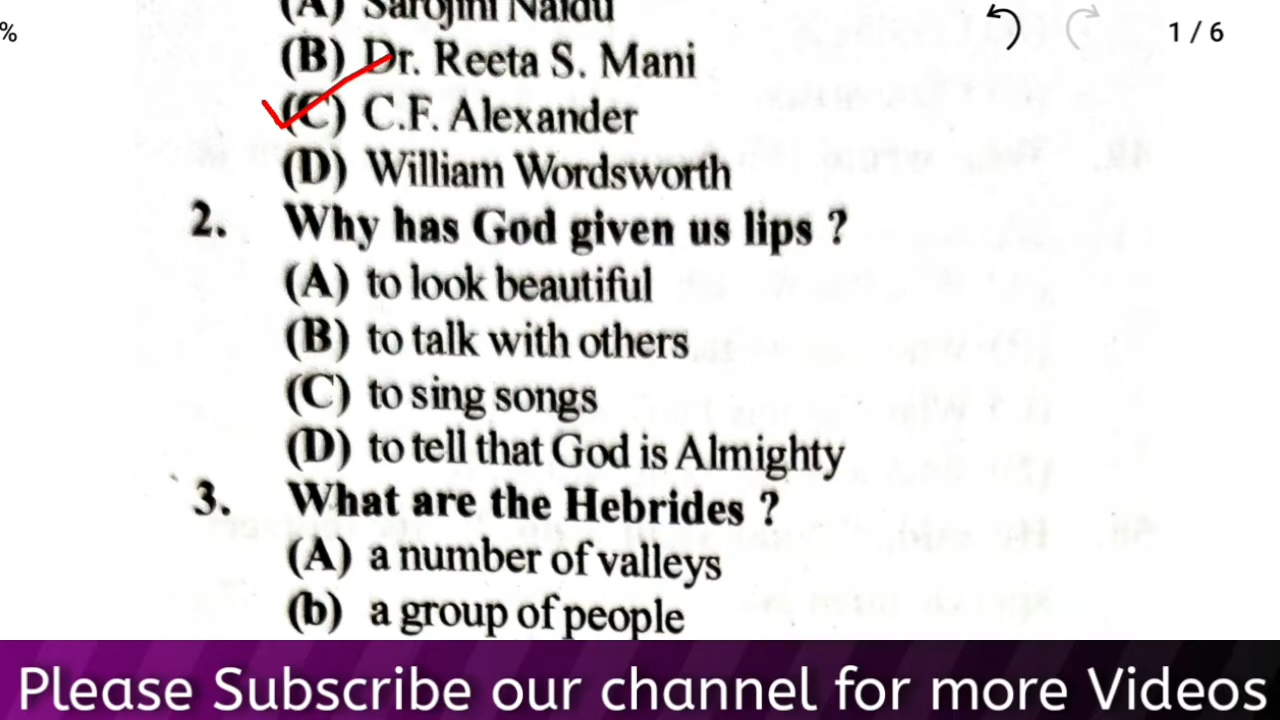 %
1 / 6
(A) Sarojini Naidu
(B) Dr. Reeta S. Mani
(C) C.F. Alexander
(D) William Wordsworth
2. Why has God given us lips ?
(A) to look beautiful
(B) to talk with others
(C) to sing songs
(D) to tell that God is Almighty
3. What are the Hebrides ?
(A) a number of valleys
(b) a group of people
Please Subscribe our channel for more Videos